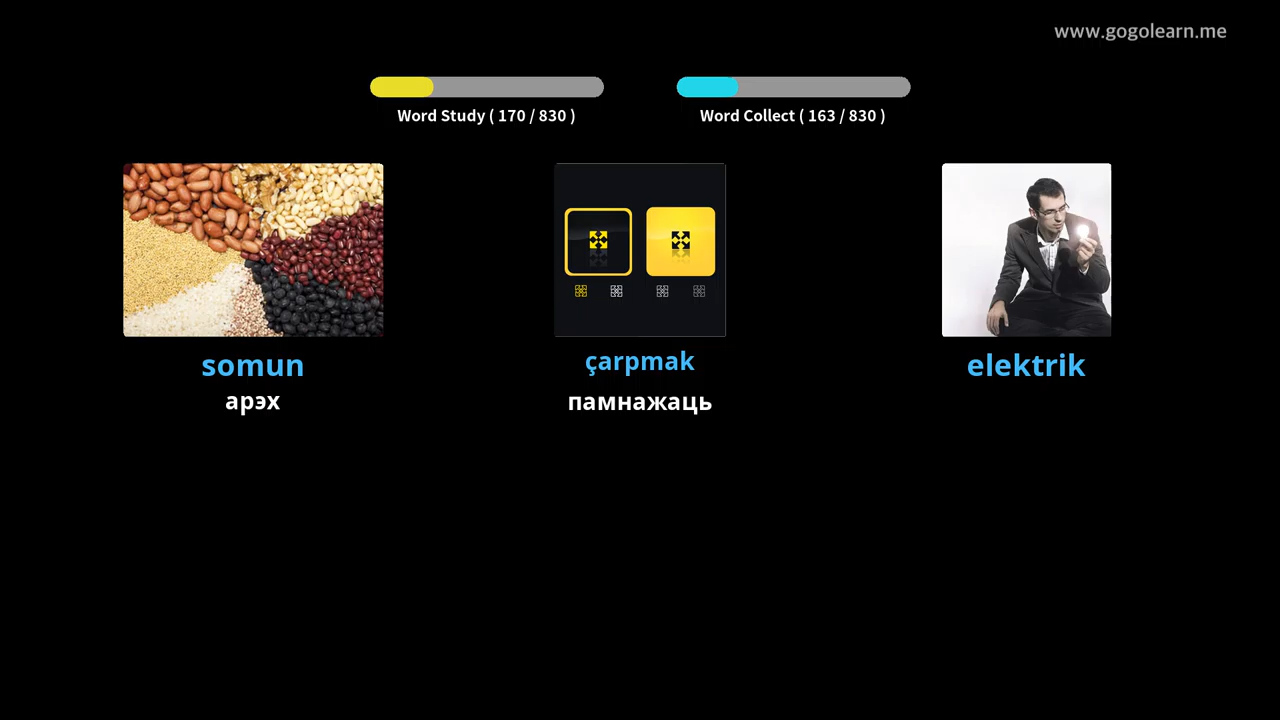 www.gogolearn.me
Word Study ( 170 / 830 )
Word Collect ( 163 / 830 )
somun
арэх
çarpmak
памнажаць
elektrik